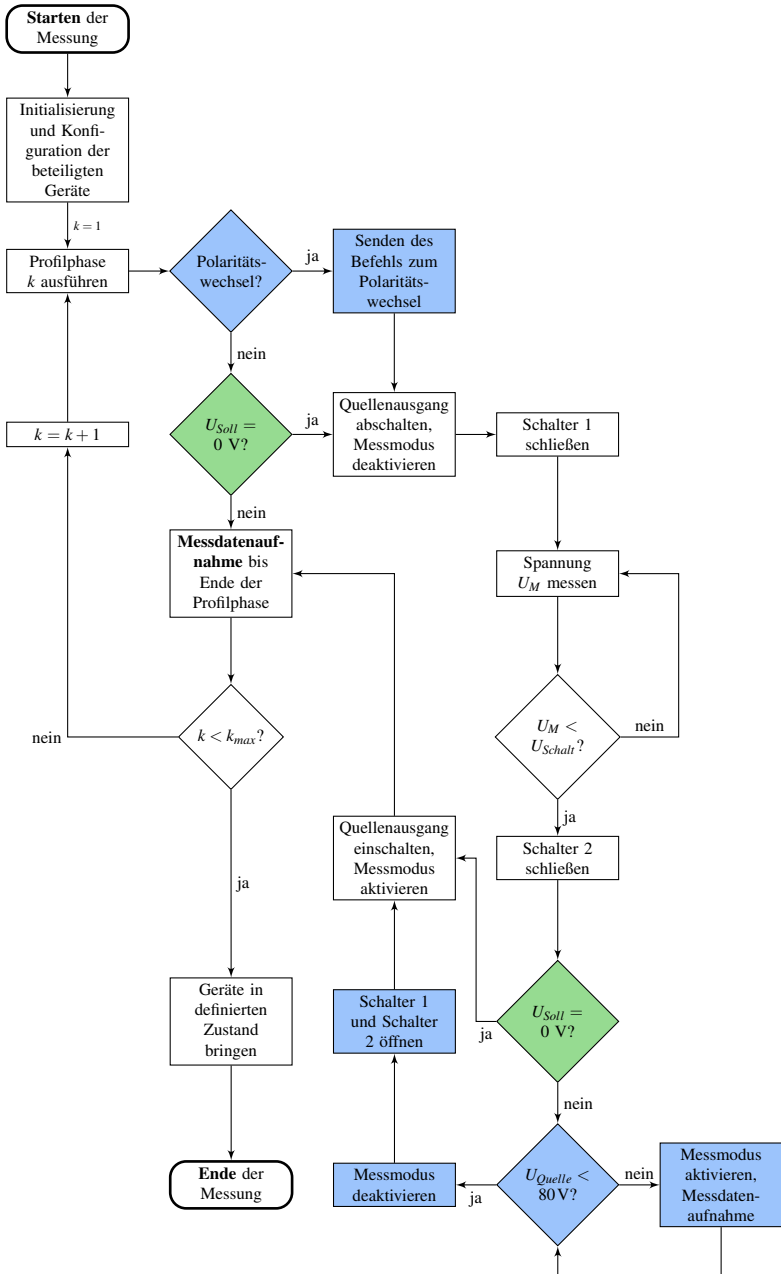 Starten der
Messung
Initialisierung
und Konfi-
guration der
beteiligten
Geräte
k = 1
Profilphase
k ausführen
Polaritäts-
wechsel?
ja
Senden des
Befehls zum
Polaritäts-
wechsel
nein
k = k + 1
U_Soll =
0 V?
ja
Quellenausgang
abschalten,
Messmodus
deaktivieren
Schalter 1
schließen
nein
Messdatenauf-
nahme bis
Ende der
Profilphase
Spannung
U_M messen
nein
k < k_max?
U_M <
U_Schalt?
nein
ja
Quellenausgang
einschalten,
Messmodus
aktivieren
Schalter 2
schließen
ja
Geräte in
definierten
Zustand
bringen
Schalter 1
und Schalter
2 öffnen
ja
U_Soll =
0 V?
nein
Ende der
Messung
Messmodus
deaktivieren
ja
U_Quelle <
80 V?
nein
Messmodus
aktivieren,
Messdaten-
aufnahme